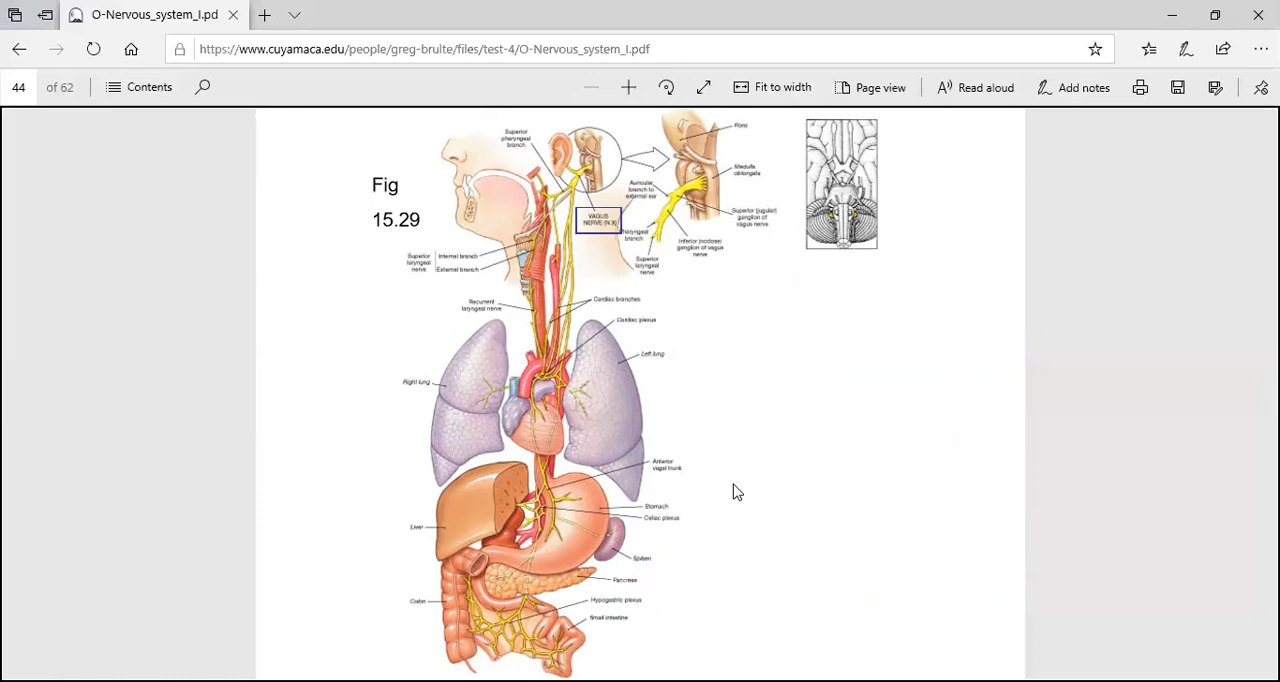 O-Nervous_system_I.pd
https://www.cuyamaca.edu/people/greg-brulte/files/test-4/O-Nervous_system_I.pdf
44 of 62 Contents Fit to width Page view Read aloud Add notes
Fig
15.29
Superior
pharyngeal
branch
Pons
Medulla
oblongata
Auricular
branch to
external ear
VAGUS
NERVE (N X)
Superior (jugular)
ganglion of
vagus nerve
Pharyngeal
branch
Inferior (nodose)
ganglion of vagus
nerve
Superior
laryngeal
nerve
Superior
laryngeal
nerve
Internal branch
External branch
Recurrent
laryngeal nerve
Cardiac branches
Cardiac plexus
Left lung
Right lung
Anterior
vagal trunk
Stomach
Celiac plexus
Liver
Spleen
Pancreas
Colon
Hypogastric plexus
Small intestine